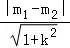 |m₁-m₂|
√1+k²